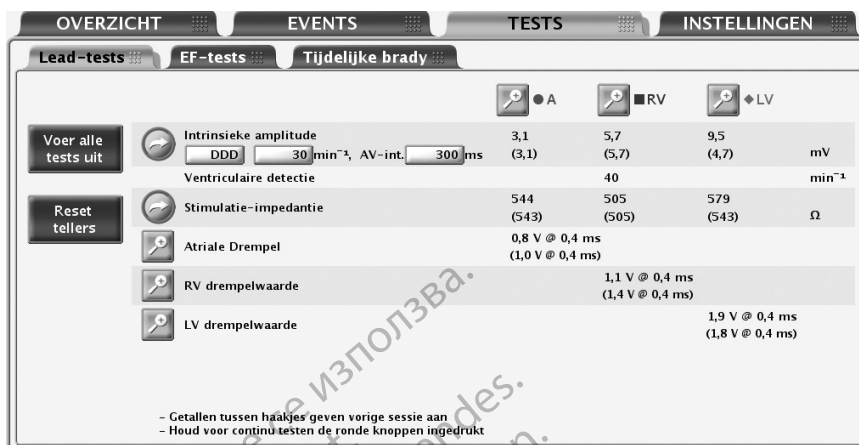 OVERZICHT EVENTS TESTS INSTELLINGEN
Lead-tests EF-tests Tijdelijke brady
A RV LV
Voer alle tests uit
Intrinsieke amplitude 3,1 5,7 9,5
DDD 30 min⁻¹, AV-int. 300 ms (3,1) (5,7) (4,7) mV
Ventriculaire detectie 40 min⁻¹
Reset tellers
Stimulatie-impedantie 544 505 579
(543) (505) (543) Ω
Atriale Drempel 0,8 V @ 0,4 ms
(1,0 V @ 0,4 ms)
RV drempelwaarde 1,1 V @ 0,4 ms
(1,4 V @ 0,4 ms)
LV drempelwaarde 1,9 V @ 0,4 ms
(1,8 V @ 0,4 ms)
- Getallen tussen haakjes geven vorige sessie aan
- Houd voor continu testen de ronde knoppen ingedrukt
се използва.